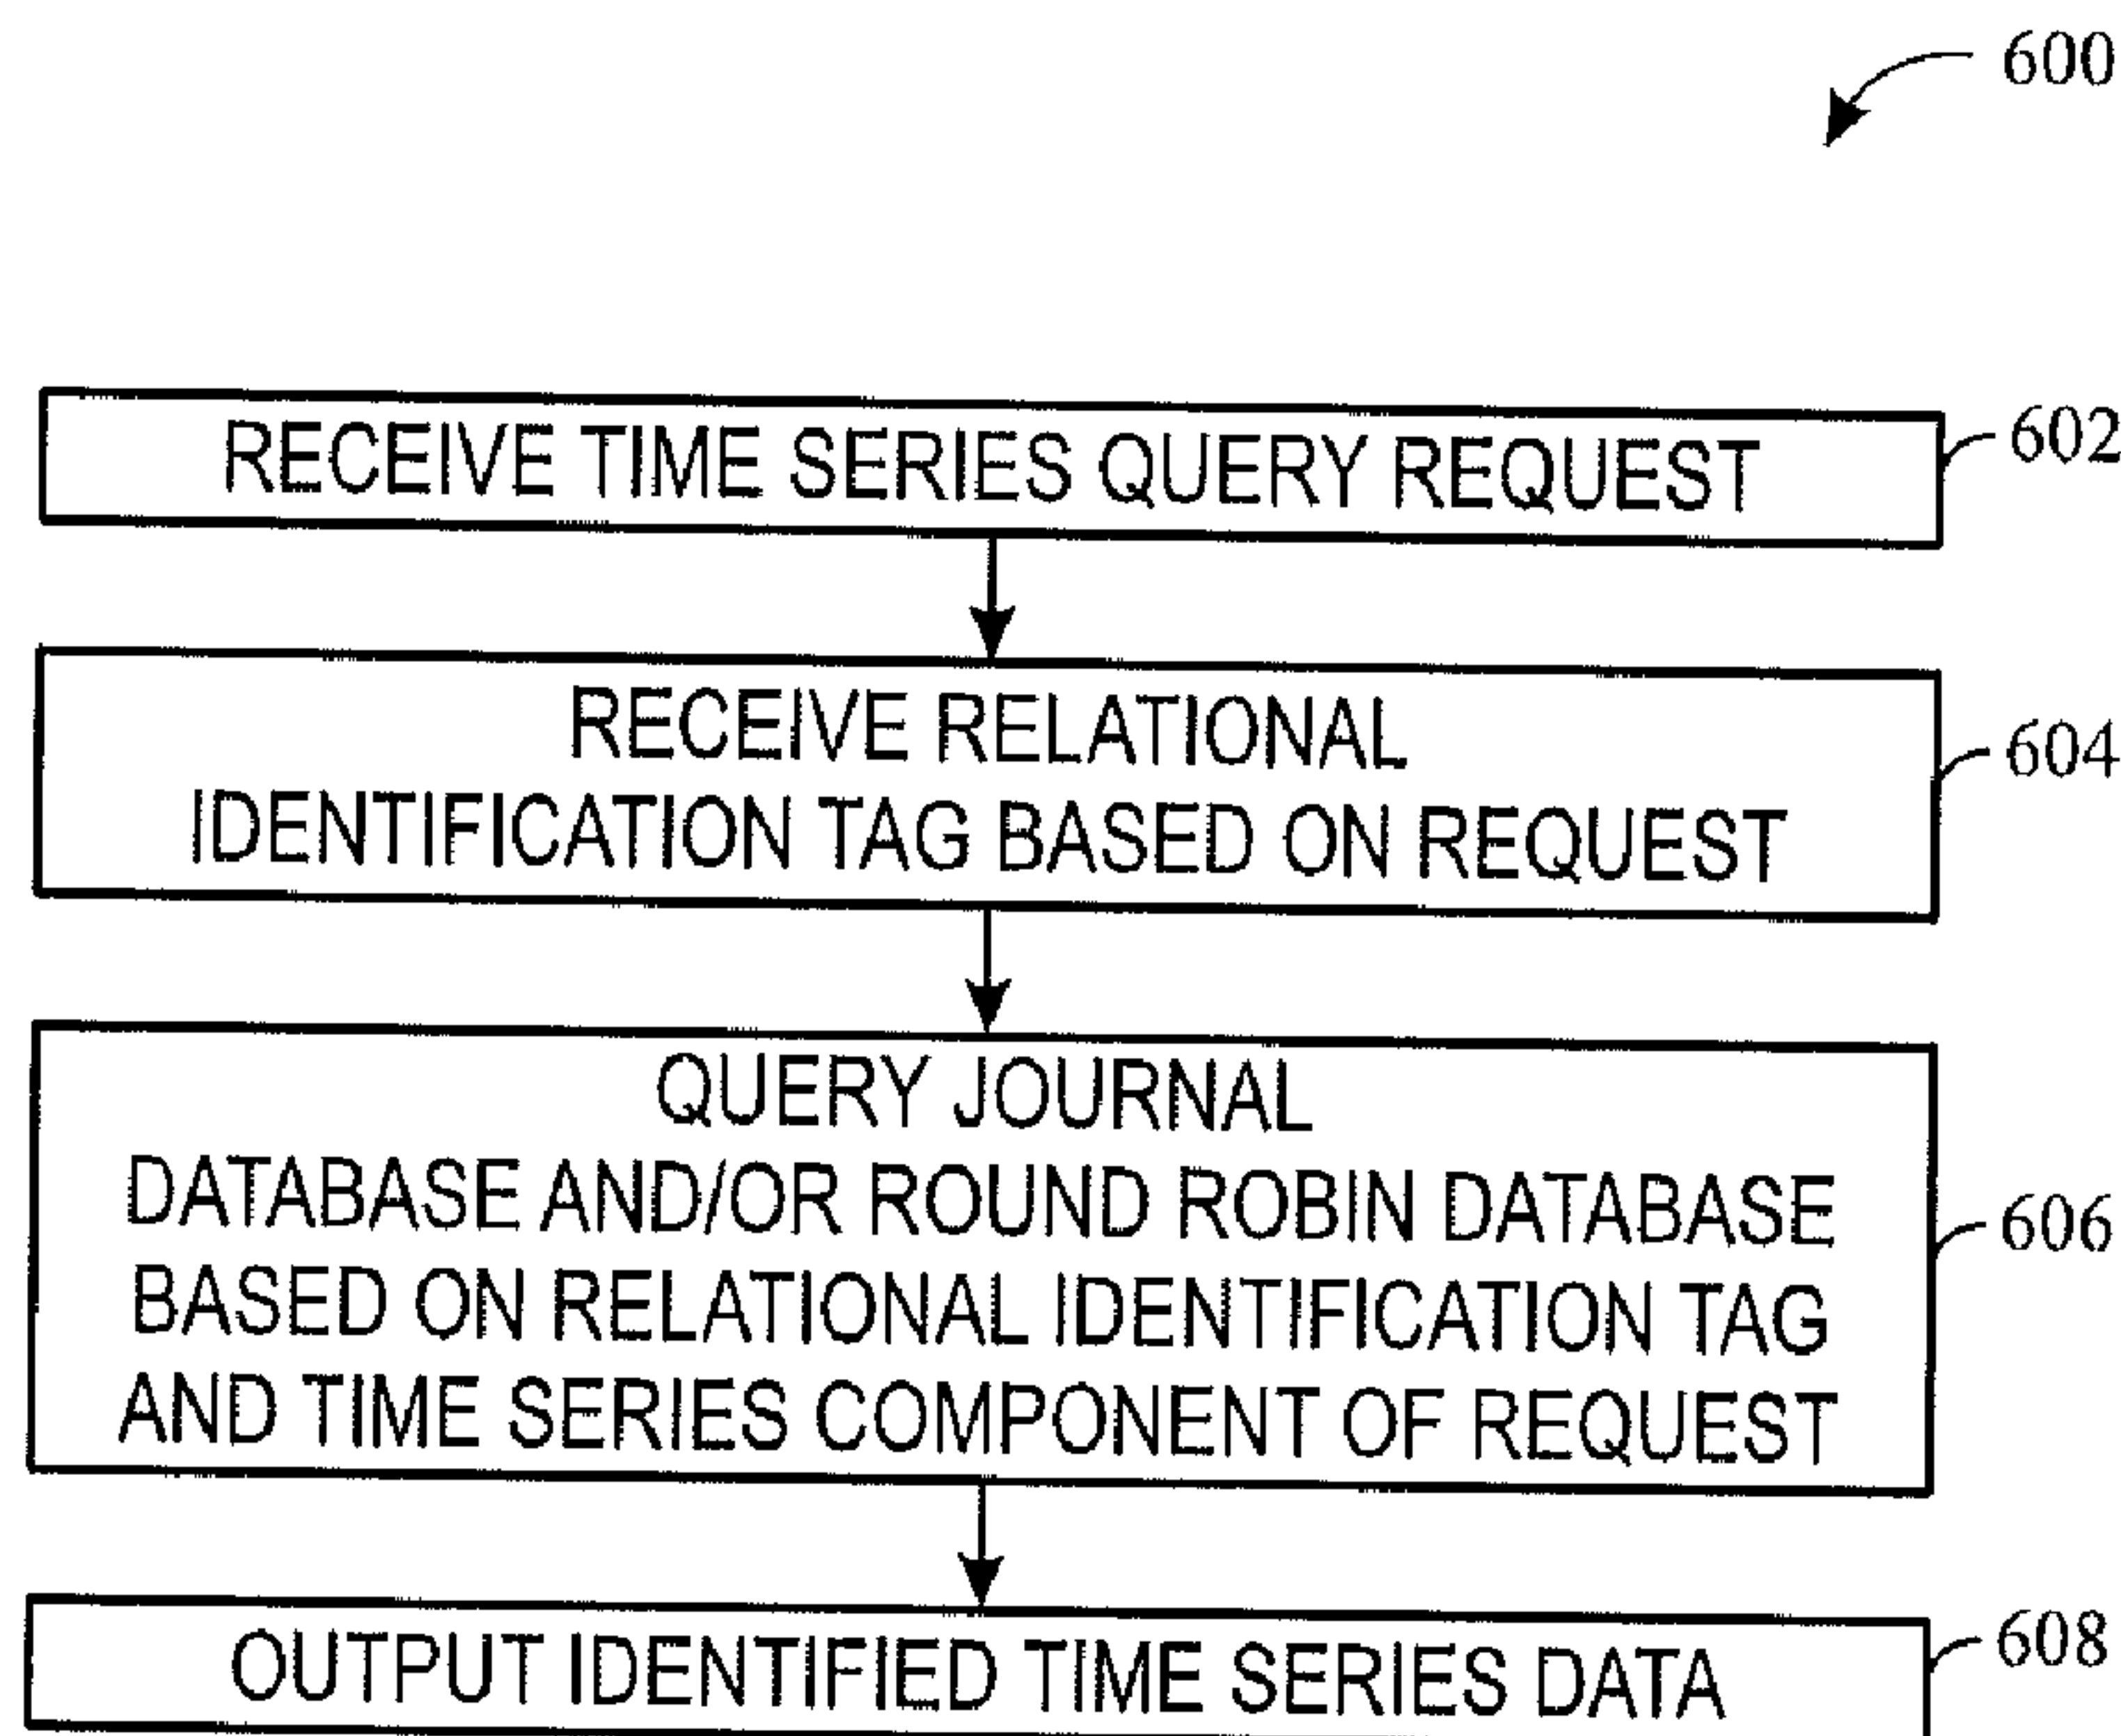 600
RECEIVE TIME SERIES QUERY REQUEST
602
RECEIVE RELATIONAL
IDENTIFICATION TAG BASED ON REQUEST
604
QUERY JOURNAL
DATABASE AND/OR ROUND ROBIN DATABASE
BASED ON RELATIONAL IDENTIFICATION TAG
AND TIME SERIES COMPONENT OF REQUEST
606
OUTPUT IDENTIFIED TIME SERIES DATA
608